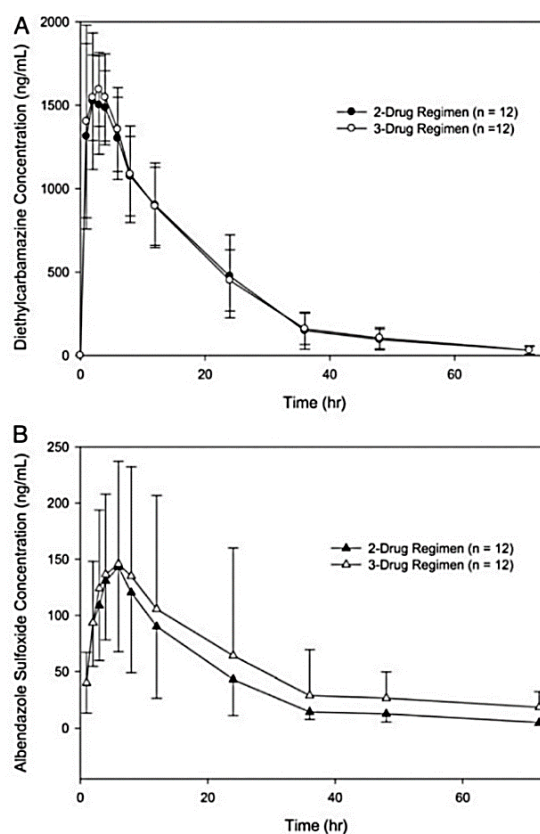 A
2000
1500
1000
500
0
Diethylcarbamazine Concentration (ng/mL)
2-Drug Regimen (n = 12)
3-Drug Regimen (n =12)
0
20
40
60
Time (hr)
B
250
200
150
100
50
0
Albendazole Sulfoxide Concentration (ng/mL)
2-Drug Regimen (n = 12)
3-Drug Regimen (n = 12)
0
20
40
60
Time (hr)